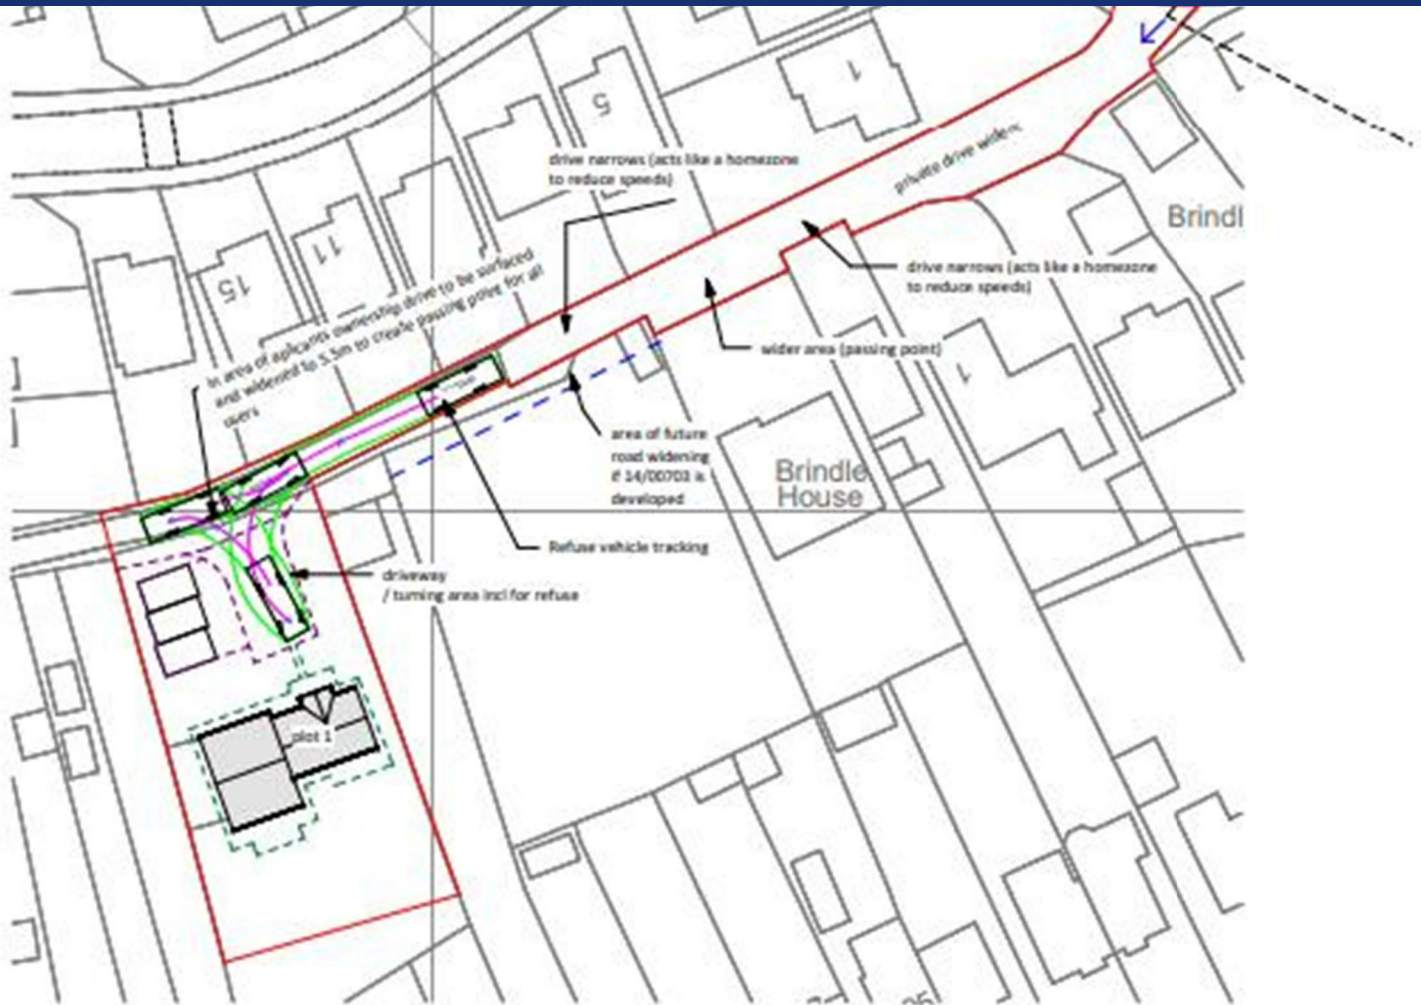 1
5
drive narrows (acts like a homezone
to reduce speeds)
private drive widens
Brindl
11
15
In area of aplicants ownership drive to be surfaced
and widened to 5.5m to create passing point for all
users
drive narrows (acts like a homezone
to reduce speeds)
wider area (passing point)
1
area of future
road widening
if 14/00703 is
developed
Brindle
House
Refuse vehicle tracking
driveway
/ turning area incl for refuse
plot 1